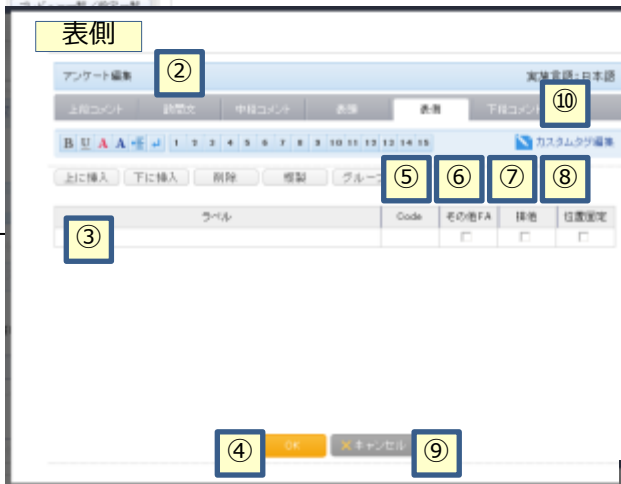 表側
②
アンケート編集 実施言語:日本語
上段コメント 設問文 中段コメント 表頭 表側 下段コメント ⑩
B U A A 1 2 3 4 5 6 7 8 9 10 11 12 13 14 15 カスタムタグ編集
上に挿入 下に挿入 削除 複製 グループ ⑤ ⑥ ⑦ ⑧
ラベル Code その他FA 排他 位置固定
③
④ OK × キャンセル ⑨